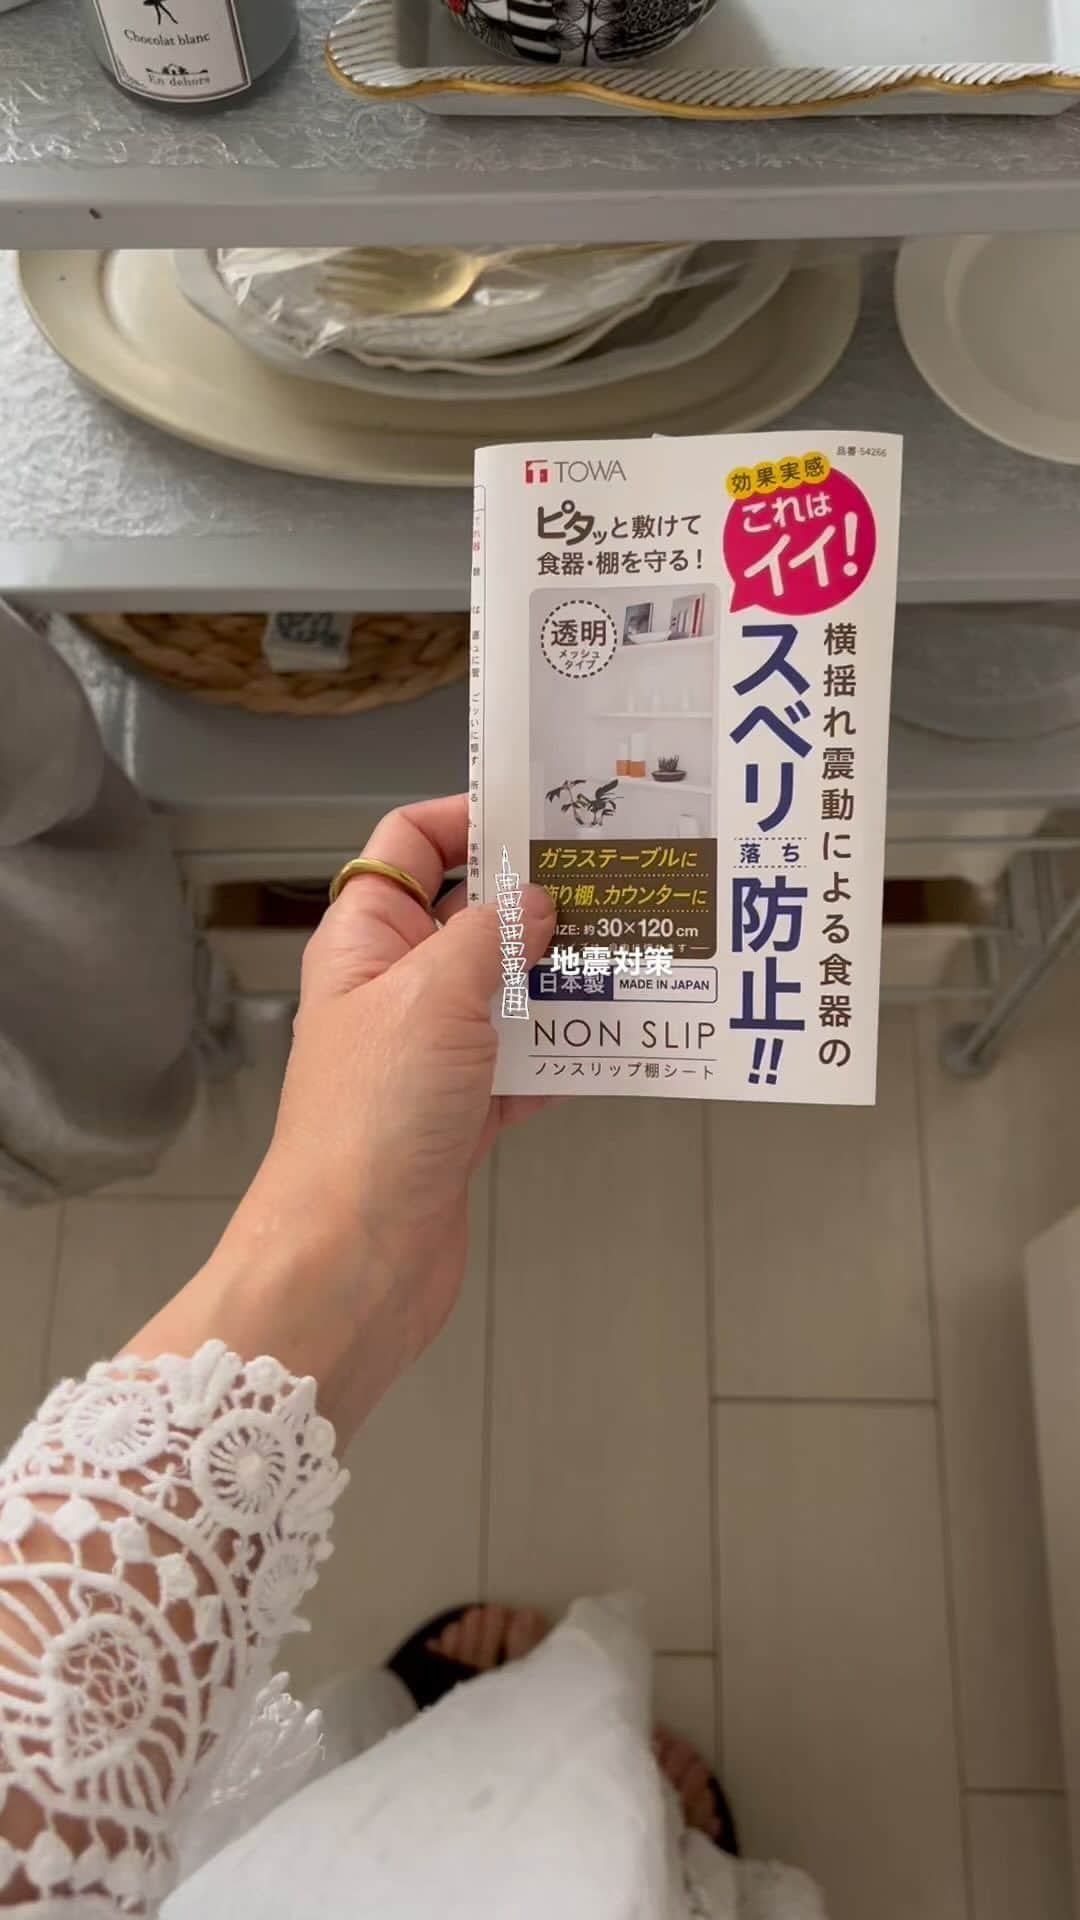 Chocolat blanc
En dehors
TOWA
品番・54266
効果実感
これは
イイ!
ピタッと敷けて
食器・棚を守る!
透明
メッシュ
タイプ
横揺れ震動による食器の
スベリ
落ち
防止!!
ガラステーブルに
飾り棚、カウンターに
SIZE: 約30×120cm
地震対策
日本製
MADE IN JAPAN
NON SLIP
ノンスリップ棚シート